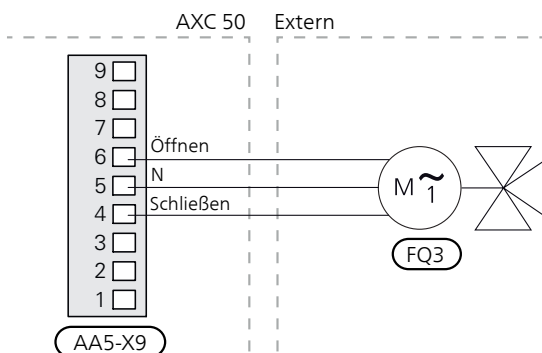 AXC 50 Extern
9
8
7
6 Öffnen
5 N
4 Schließen
3
2
1
M ~ 1
FQ3
AA5-X9